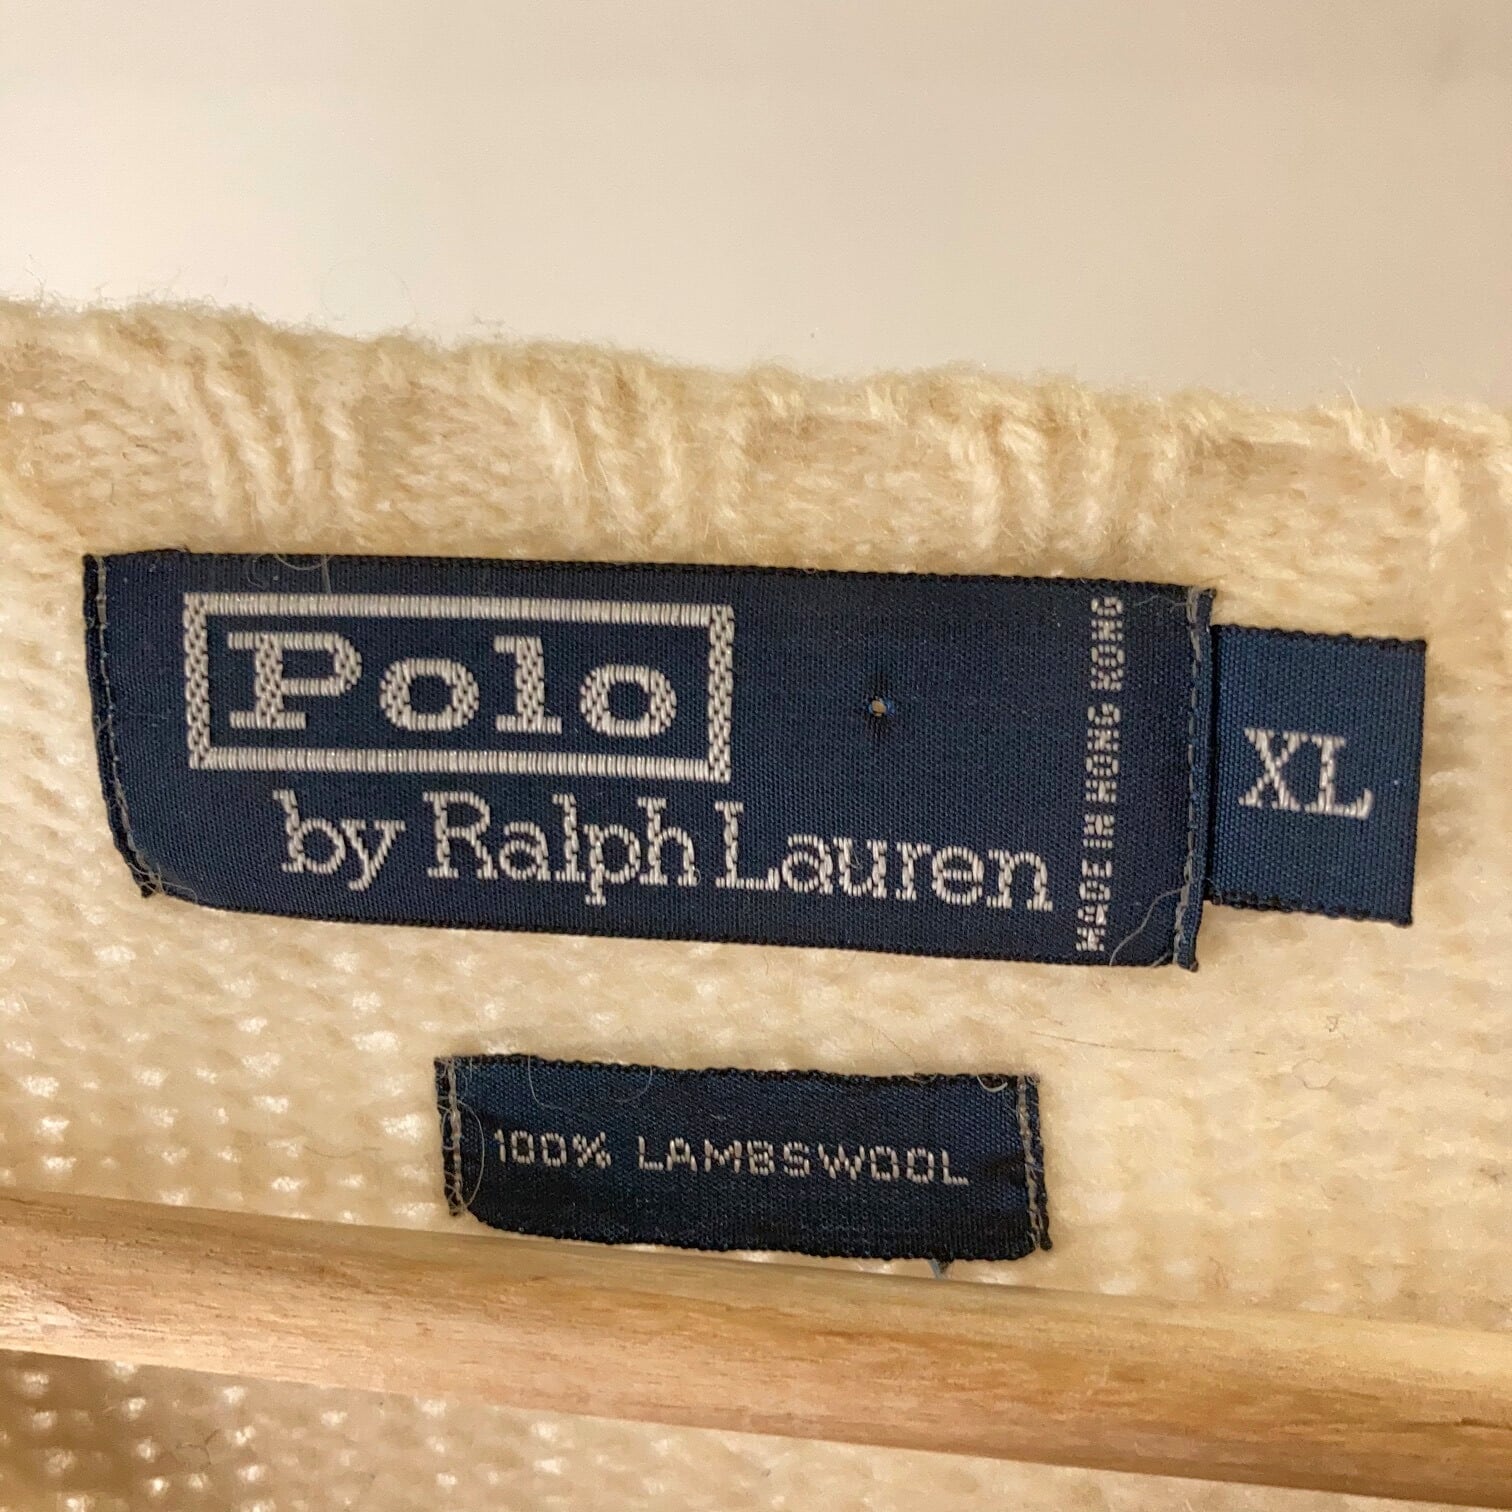 Polo
by Ralph Lauren
MADE IN HONG KONG
XL
100% LAMBSWOOL